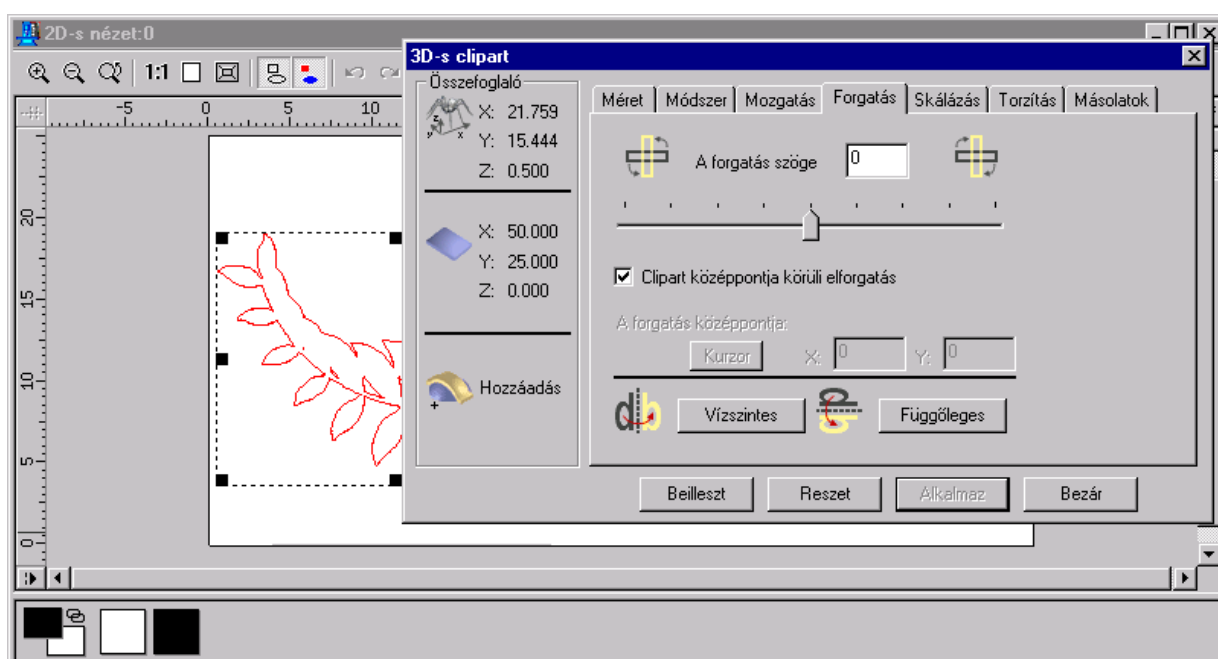 2D-s nézet:0
1:1
-5 0 5 10
20
15
10
5
0
3D-s clipart
Összefoglaló
z
y x
X: 21.759
Y: 15.444
Z: 0.500
X: 50.000
Y: 25.000
Z: 0.000
Hozzáadás
Méret Módszer Mozgatás Forgatás Skálázás Torzítás Másolatok
A forgatás szöge 0
Clipart középpontja körüli elforgatás
A forgatás középpontja:
Kurzor X: 0 Y: 0
Vízszintes Függőleges
Beilleszt Reszet Alkalmaz Bezár